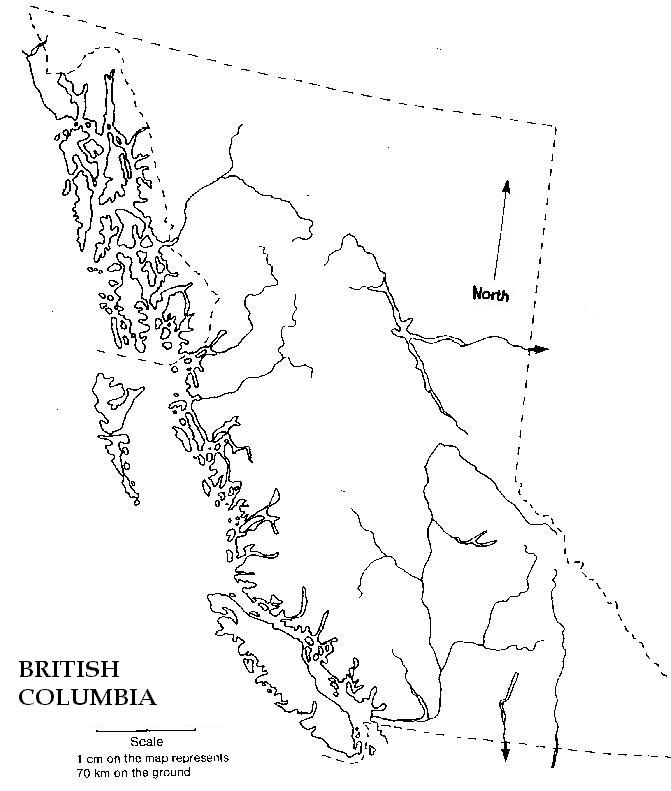 North
BRITISH
COLUMBIA
Scale
1 cm on the map represents
70 km on the ground